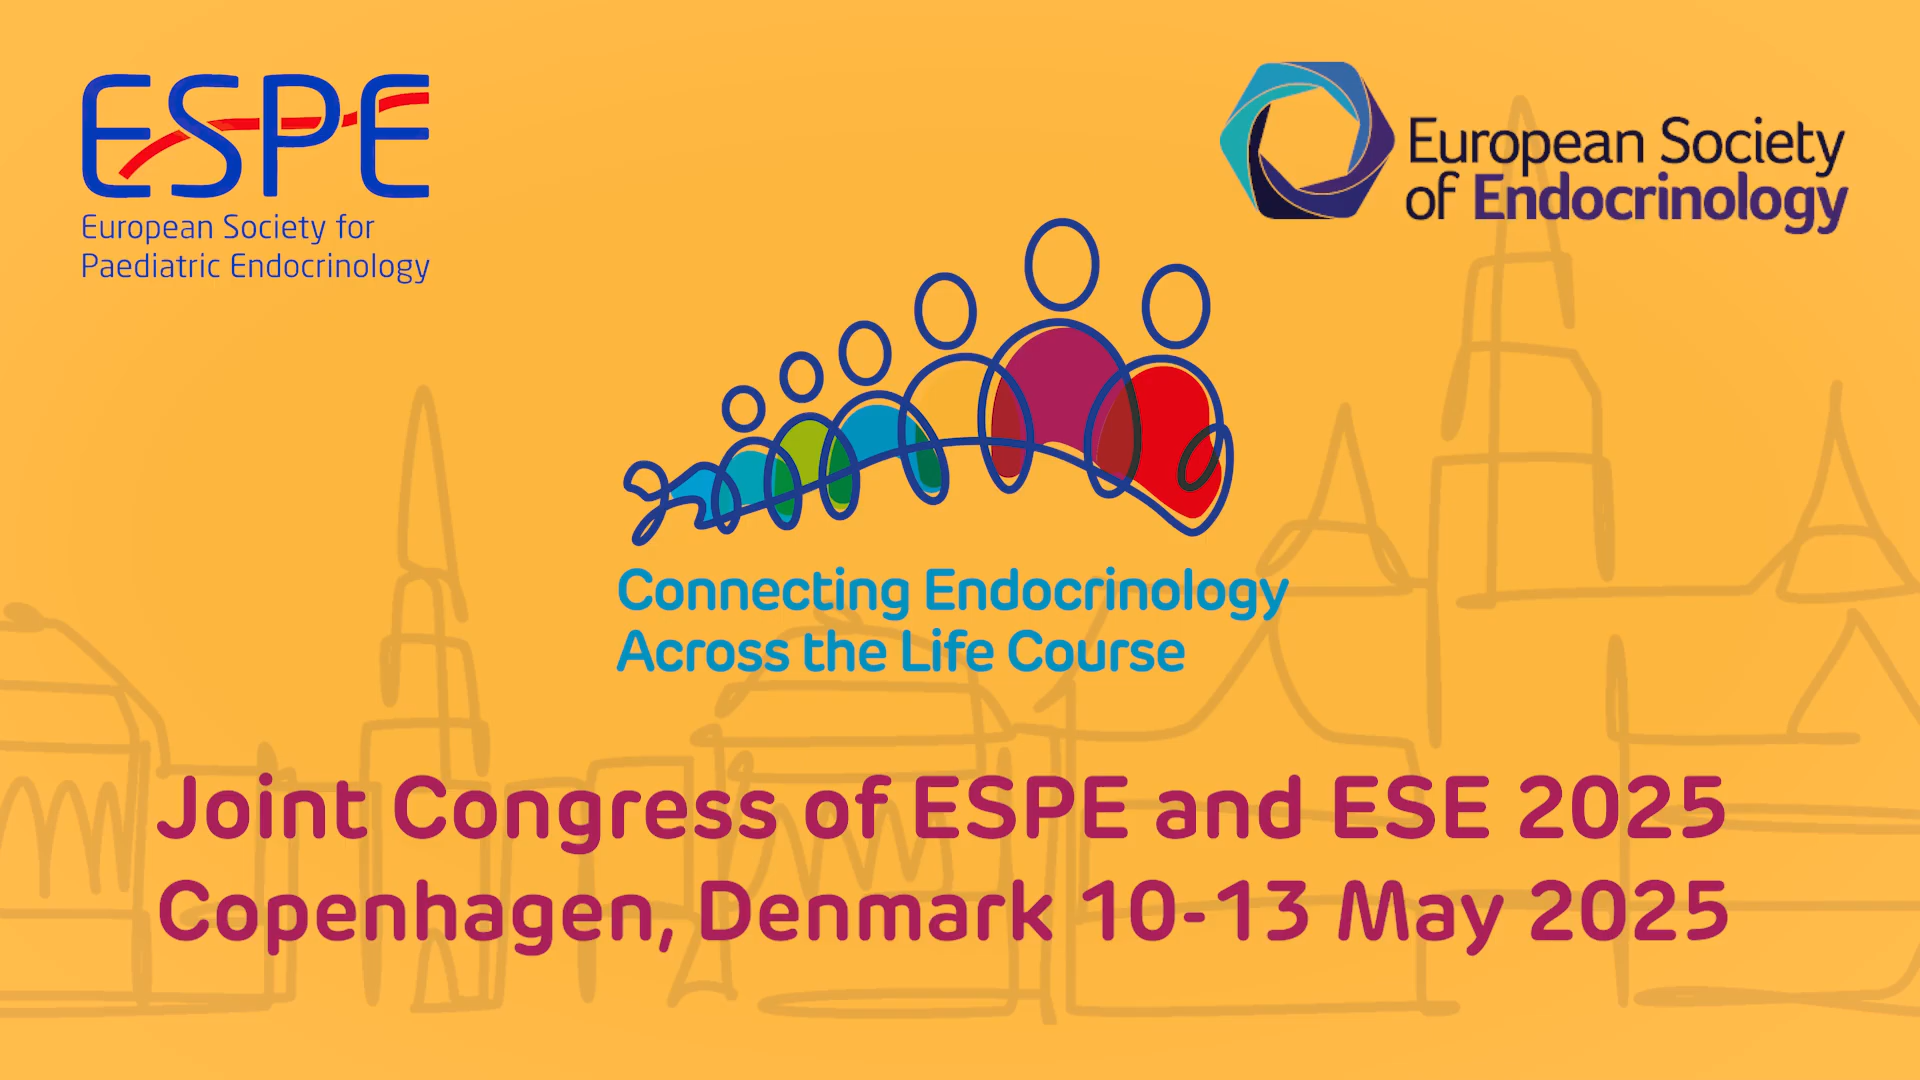 ESPE
European Society for
Paediatric Endocrinology
European Society
of Endocrinology
Connecting Endocrinology
Across the Life Course
Joint Congress of ESPE and ESE 2025
Copenhagen, Denmark 10-13 May 2025